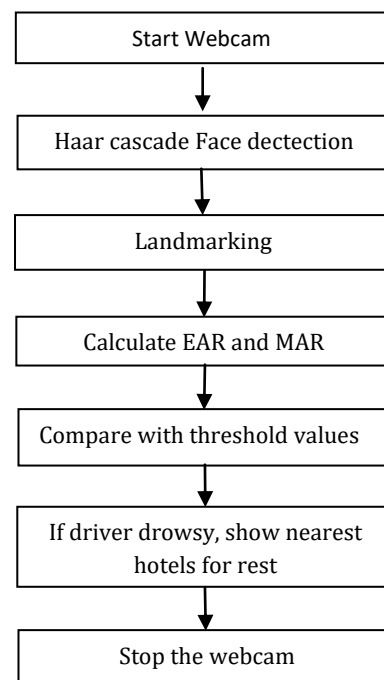 Start Webcam
Haar cascade Face dectection
Landmarking
Calculate EAR and MAR
Compare with threshold values
If driver drowsy, show nearest
hotels for rest
Stop the webcam